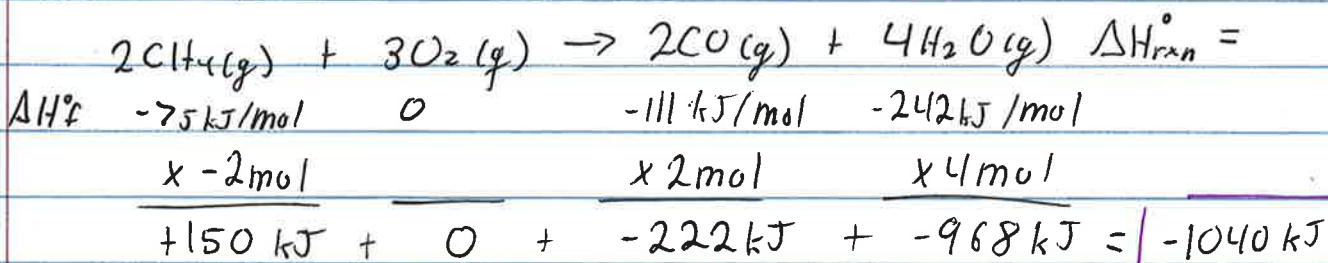 2CH₄(g) + 3O₂(g) → 2CO(g) + 4H₂O(g) ΔH°rxn =
ΔH°f -75 kJ/mol 0 -111 kJ/mol -242 kJ/mol
x -2mol x 2mol x 4mol
+150 kJ + 0 + -222 kJ + -968 kJ = -1040 kJ